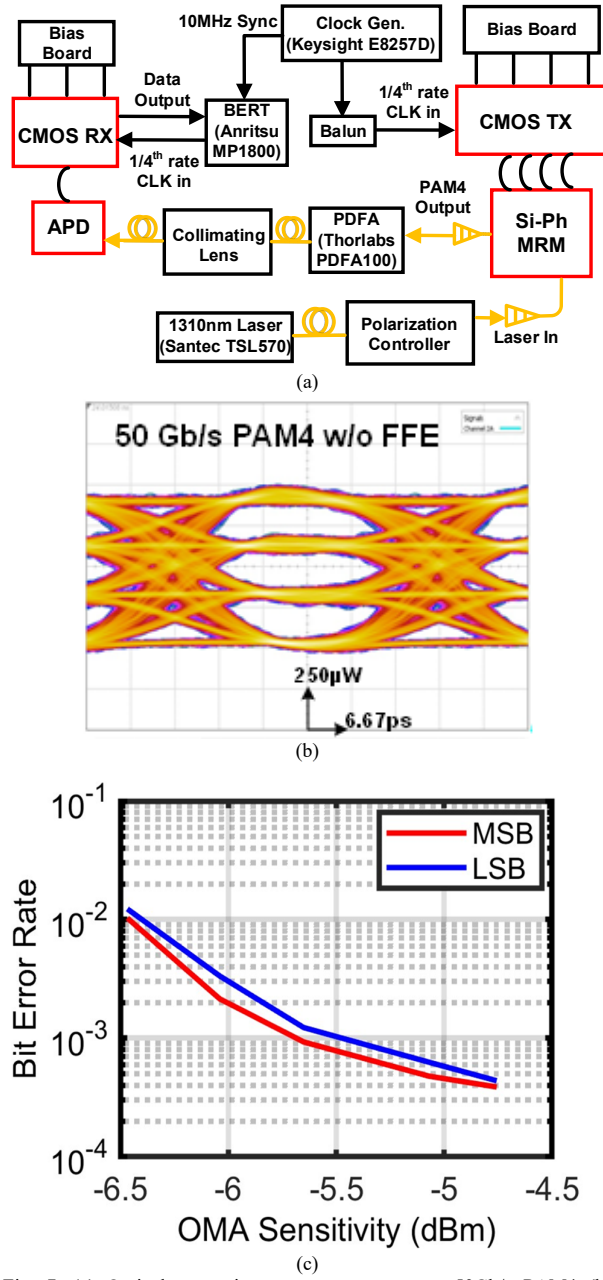 10MHz Sync
Clock Gen.
(Keysight E8257D)
Bias
Board
Bias Board
Data
Output
BERT
(Anritsu
MP1800)
1/4th rate
CLK in
Balun
1/4th rate
CLK in
CMOS RX
CMOS TX
PAM4
Output
APD
Collimating
Lens
PDFA
(Thorlabs
PDFA100)
Si-Ph
MRM
1310nm Laser
(Santec TSL570)
Polarization
Controller
Laser In
(a)
50 Gb/s PAM4 w/o FFE
250µW
6.67ps
(b)
10-1
MSB
LSB
10-2
10-3
10-4
Bit Error Rate
-6.5 -6 -5.5 -5 -4.5
OMA Sensitivity (dBm)
(c)